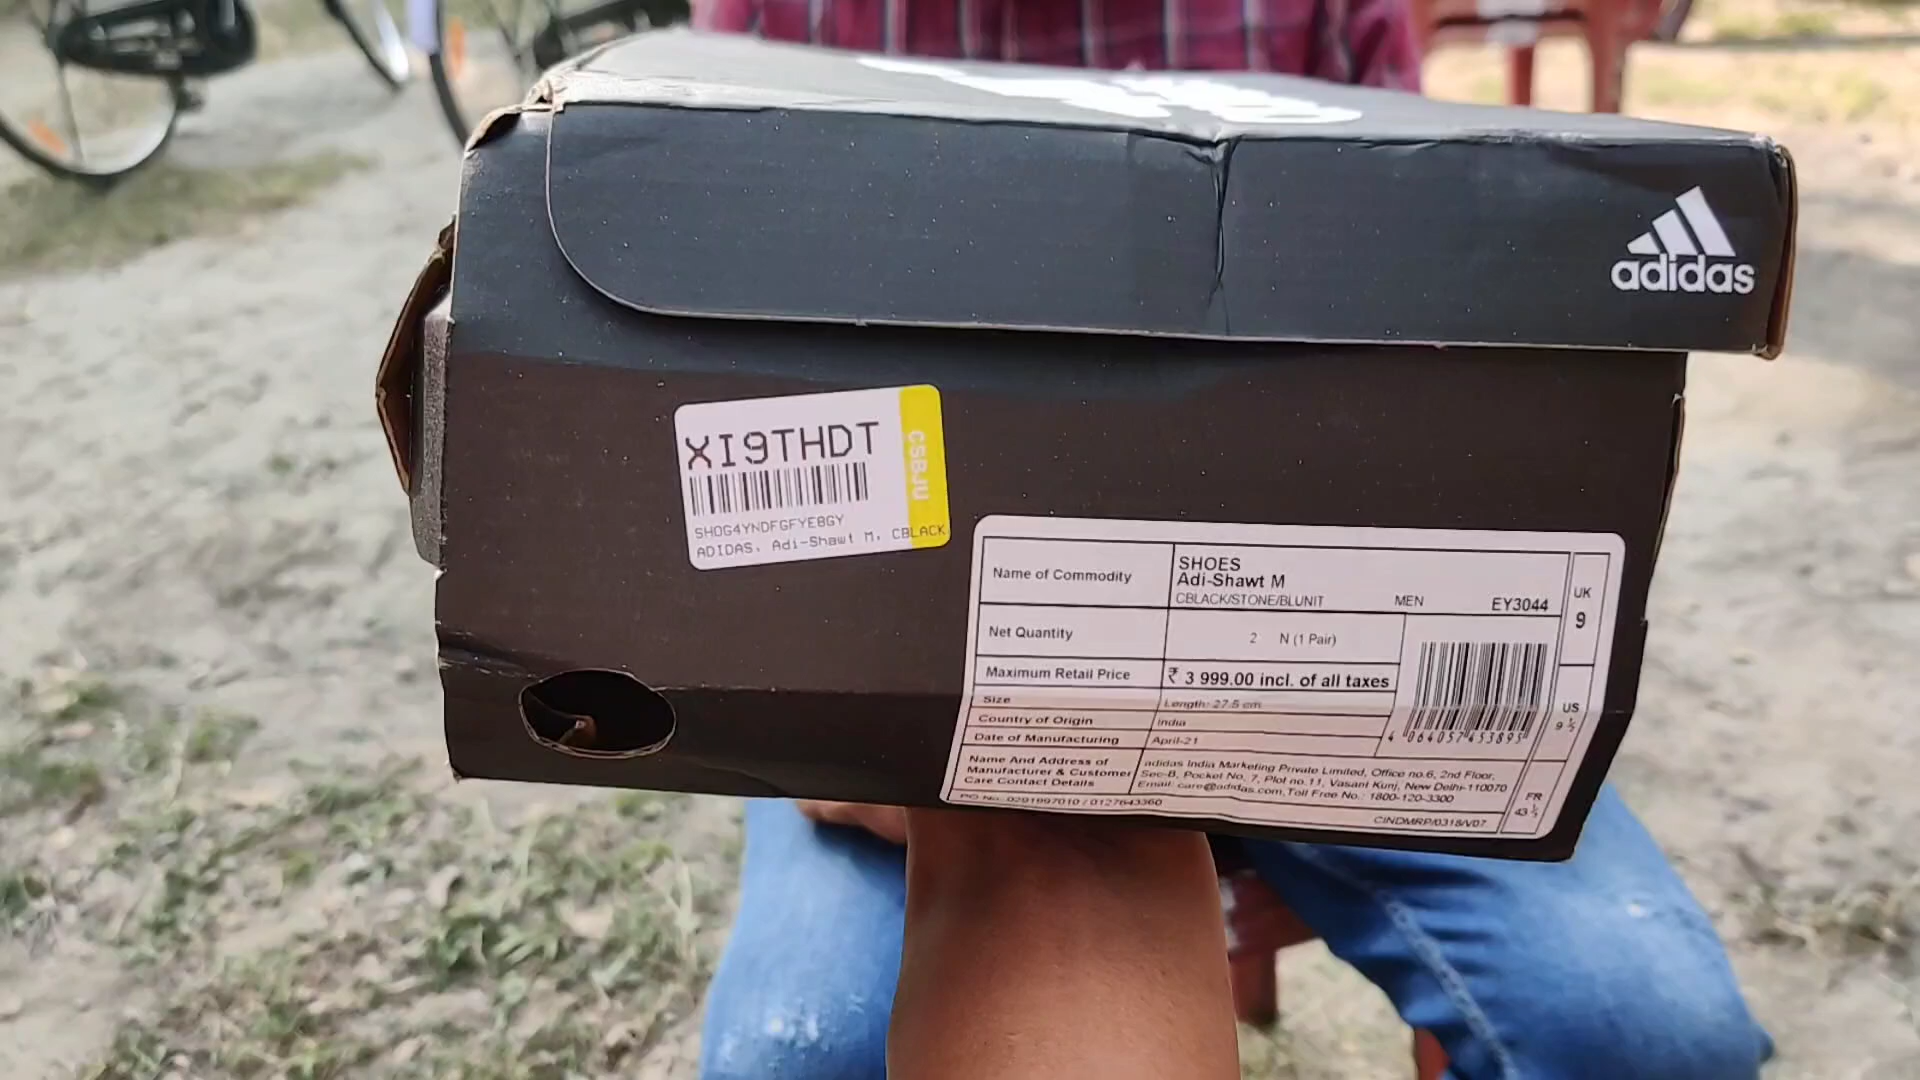 adidas
XI9THDT
CSBJU
SHOG4YNDFGFYE8GY
ADIDAS, Adi-Shawt M, CBLACK
Name of Commodity
SHOES
Adi-Shawt M
CBLACK/STONE/BLUNIT MEN EY3044
Net Quantity
2 N (1 Pair)
Maximum Retail Price
₹ 3 999.00 incl. of all taxes
Size
Length: 27.5 cm
Country of Origin
India
Date of Manufacturing
April-21
4 064057 453895
Name And Address of
Manufacturer & Customer
Care Contact Details
adidas India Marketing Private Limited, Office no.6, 2nd Floor,
Sec-B, Pocket No. 7, Plot no.11, Vasant Kunj, New Delhi-110070
Email: care@adidas.com,Toll Free No.: 1800-120-3300
PO No. 0291997010 / 0127643360
CINDMRP/0318/V07
UK
9
US
9 ½
FR
43 ⅓